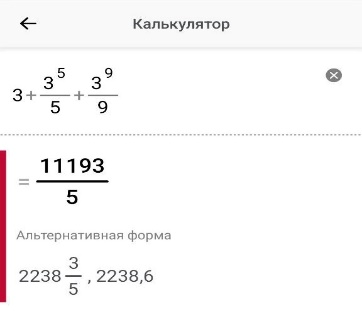 ← Калькулятор
3+3^5/5+3^9/9
= 11193/5
Альтернативная форма
2238 3/5 , 2238,6